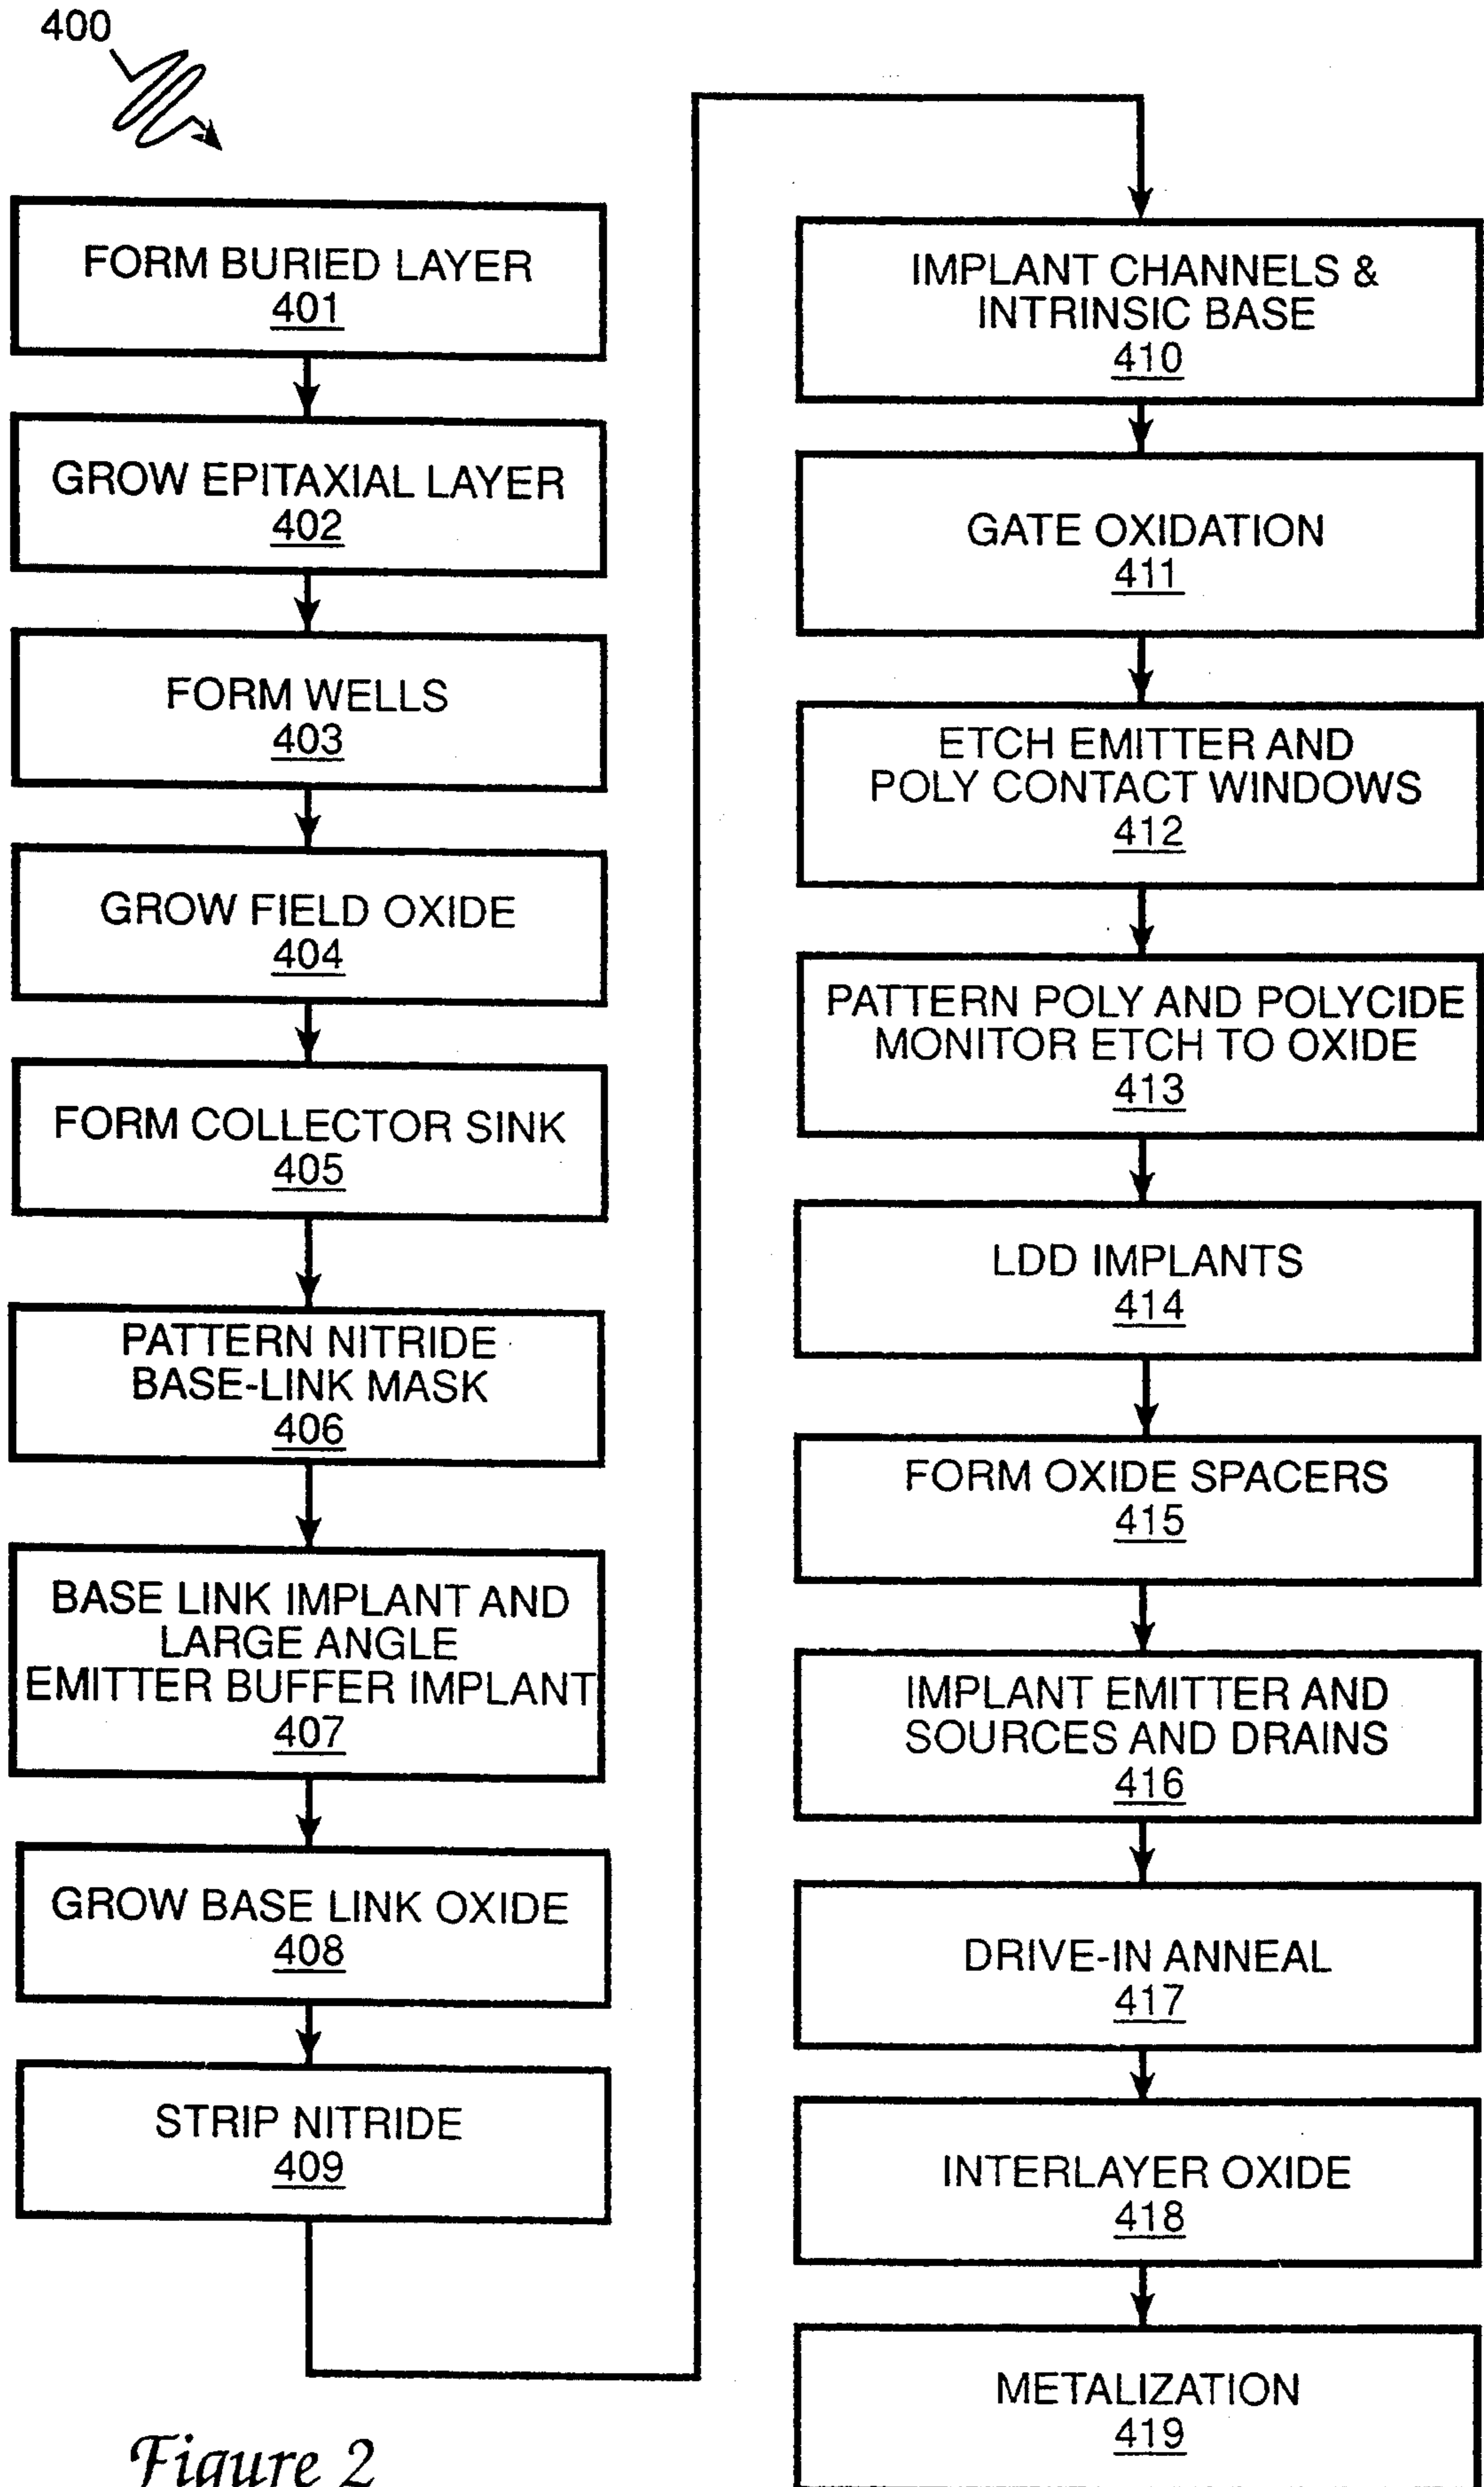 400
FORM BURIED LAYER
401
GROW EPITAXIAL LAYER
402
FORM WELLS
403
GROW FIELD OXIDE
404
FORM COLLECTOR SINK
405
PATTERN NITRIDE
BASE-LINK MASK
406
BASE LINK IMPLANT AND
LARGE ANGLE
EMITTER BUFFER IMPLANT
407
GROW BASE LINK OXIDE
408
STRIP NITRIDE
409
IMPLANT CHANNELS &
INTRINSIC BASE
410
GATE OXIDATION
411
ETCH EMITTER AND
POLY CONTACT WINDOWS
412
PATTERN POLY AND POLYCIDE
MONITOR ETCH TO OXIDE
413
LDD IMPLANTS
414
FORM OXIDE SPACERS
415
IMPLANT EMITTER AND
SOURCES AND DRAINS
416
DRIVE-IN ANNEAL
417
INTERLAYER OXIDE
418
METALIZATION
419
Figure 2